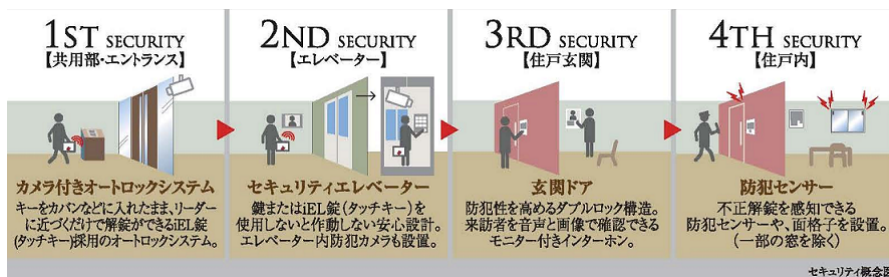 1ST SECURITY
【共用部・エントランス】
カメラ付きオートロックシステム
キーをカバンなどに入れたまま、リーダー
に近づくだけで解錠ができるiEL錠
(タッチキー)採用のオートロックシステム。
2ND SECURITY
【エレベーター】
セキュリティエレベーター
鍵またはiEL錠(タッチキー)を
使用しないと作動しない安心設計。
エレベーター内防犯カメラも設置。
3RD SECURITY
【住戸玄関】
玄関ドア
防犯性を高めるダブルロック構造。
来訪者を音声と画像で確認できる
モニター付きインターホン。
4TH SECURITY
【住戸内】
防犯センサー
不正解錠を感知できる
防犯センサーや、面格子を設置。
(一部の窓を除く)
セキュリティ概念図